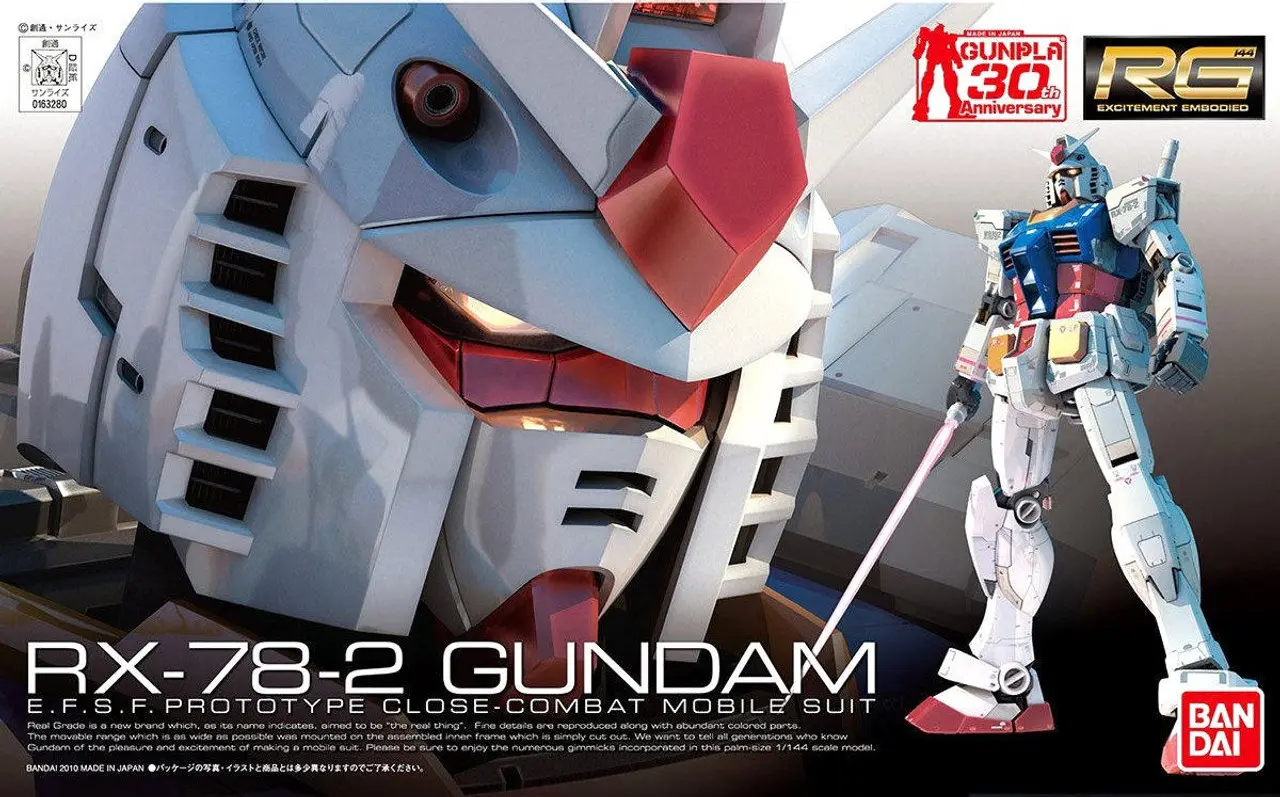 ©創通・サンライズ
創通
©
サンライズ
0163280
MADE IN JAPAN
GUNPLA
30th
Anniversary
144
RG
EXCITEMENT EMBODIED
RX-78-2
RX-78-2 GUNDAM
E.F.S.F. PROTOTYPE CLOSE-COMBAT MOBILE SUIT
Real Grade is a new brand which, as its name indicates, aimed to be "the real thing". Fine details are reproduced along with abundant colored parts.
The movable range which is as wide as possible was mounted on the assembled inner frame which is simply cut out. We want to tell all generations who know
Gundam of the pleasure and excitement of making a mobile suit. Please be sure to enjoy the numerous gimmicks incorporated in this palm-size 1/144 scale model.
BANDAI 2010 MADE IN JAPAN ●パッケージの写真・イラストと商品とは多少異なりますのでご了承ください。
BAN
DAI